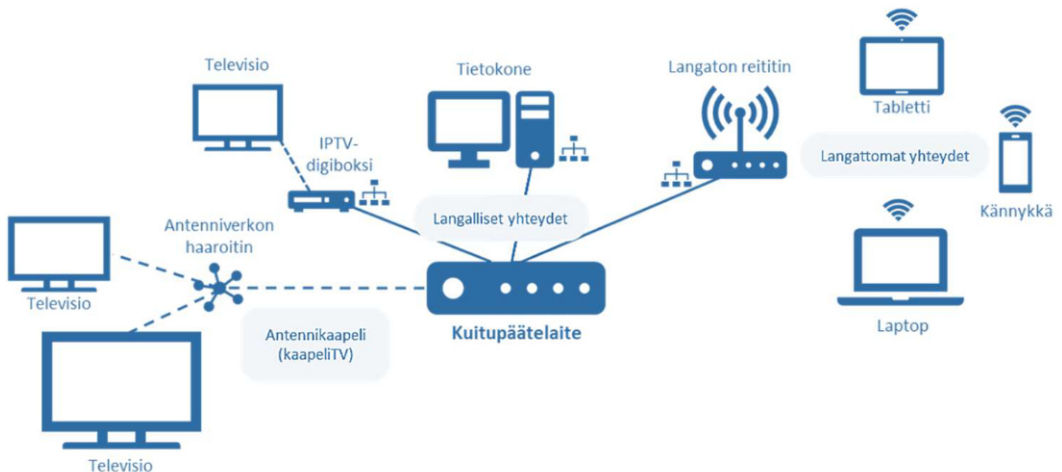 Televisio
Tietokone
Langaton reititin
Tabletti
IPTV-
digiboksi
Langattomat yhteydet
Kännykkä
Langalliset yhteydet
Antenniverkon
haaroitin
Televisio
Antennikaapeli
(kaapeliTV)
Kuitupäätelaite
Laptop
Televisio